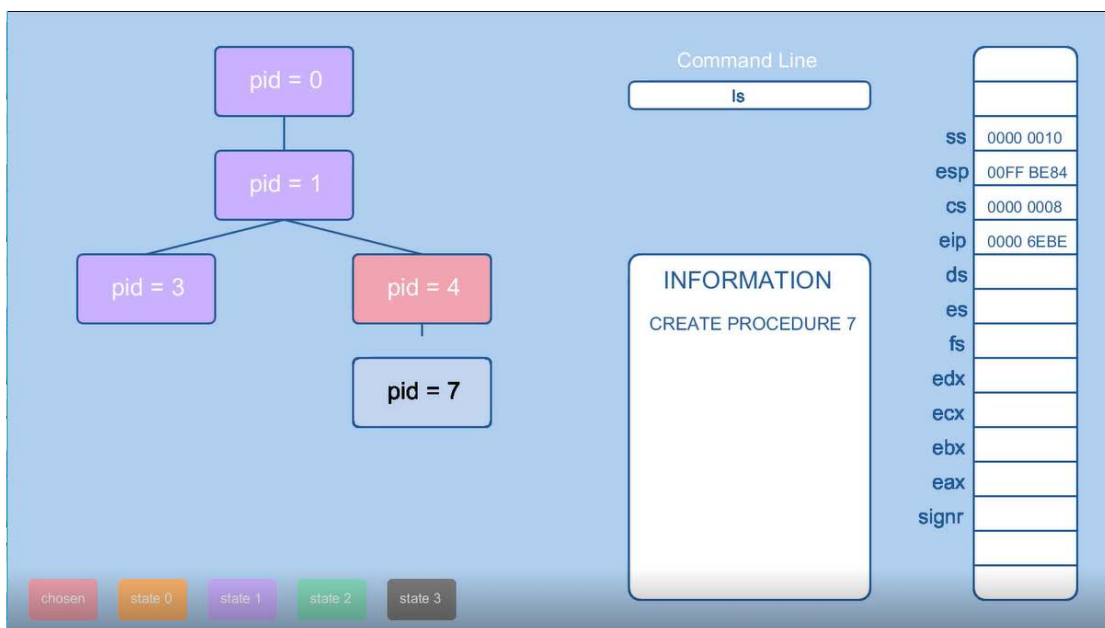 pid = 0
pid = 1
pid = 3
pid = 4
pid = 7
Command Line
ls
INFORMATION
CREATE PROCEDURE 7
ss 0000 0010
esp 00FF BE84
cs 0000 0008
eip 0000 6EBE
ds
es
fs
edx
ecx
ebx
eax
signr
chosen
state 0
state 1
state 2
state 3